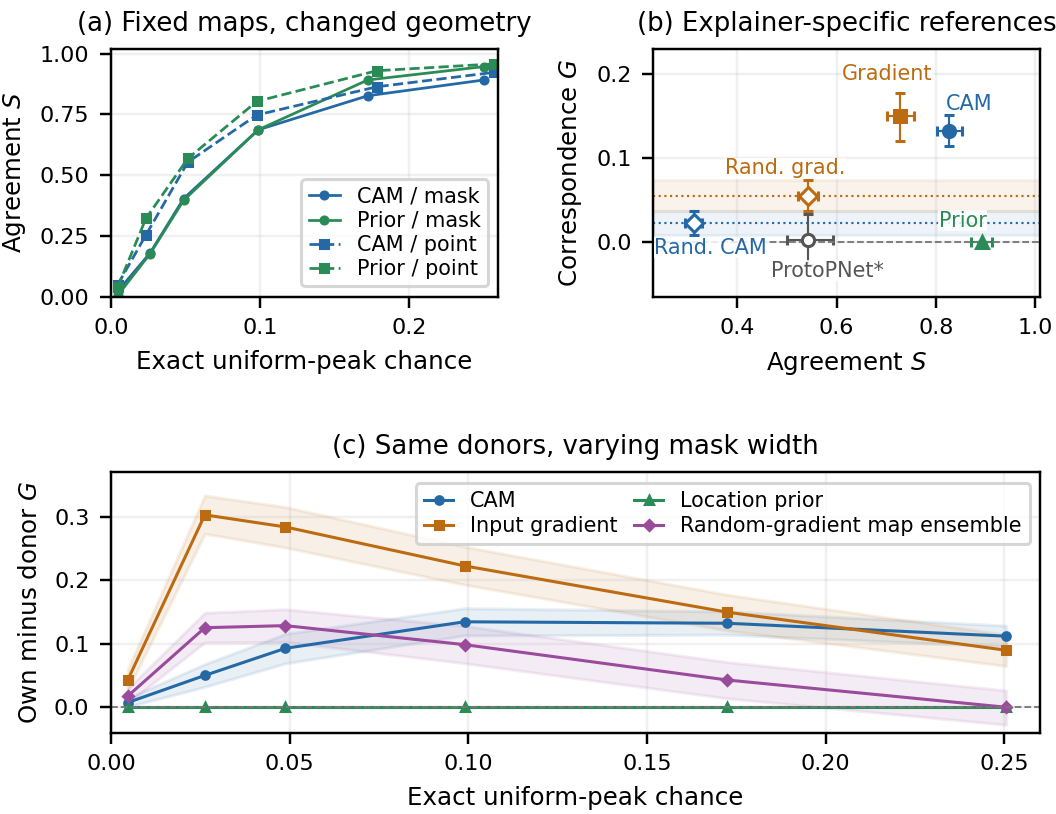 (a) Fixed maps, changed geometry
1.00
0.75
0.50
0.25
0.00
Agreement S
CAM / mask
Prior / mask
CAM / point
Prior / point
0.0
0.1
0.2
Exact uniform-peak chance
(b) Explainer-specific references
0.2
0.1
0.0
Correspondence G
Gradient
CAM
Rand. grad.
Prior
Rand. CAM
ProtoPNet*
0.4
0.6
0.8
1.0
Agreement S
(c) Same donors, varying mask width
0.3
0.2
0.1
0.0
Own minus donor G
CAM
Input gradient
Location prior
Random-gradient map ensemble
0.00
0.05
0.10
0.15
0.20
0.25
Exact uniform-peak chance